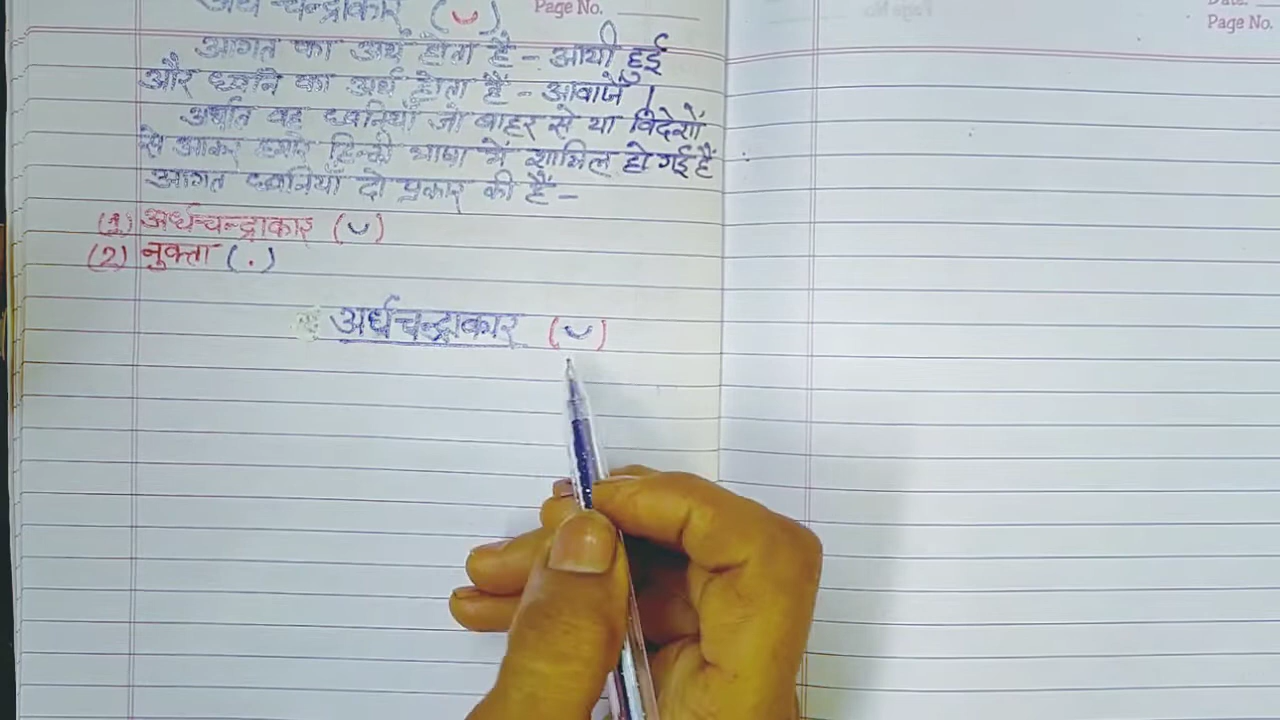 अर्ध चन्द्राकार (ੱ) Page No.
आगत का अर्थ होता है - आयी हुई
और ध्वनि का अर्थ होता है - आवाजें ।
अर्थात वह ध्वनियाँ जो बाहर से या विदेशों
से आकर हमारे हिन्दी भाषा में शामिल हो गई हैं
आगत ध्वनियाँ दो प्रकार की हैं -
(1) अर्धचन्द्राकार (◡)
(2) नुक्ता (.)
अर्धचन्द्राकार (◡)
Page No.